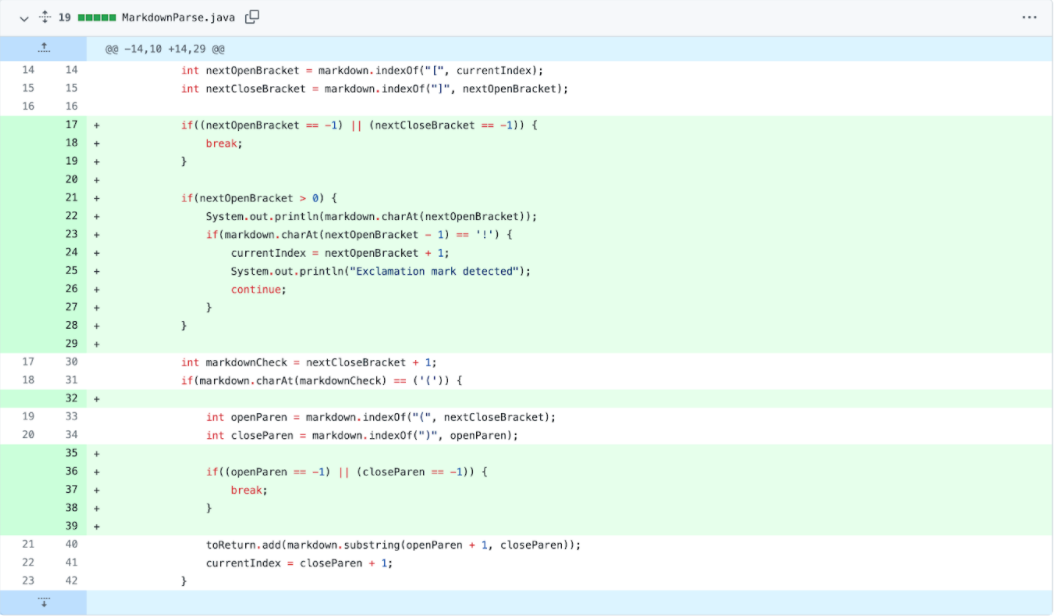 19 MarkdownParse.java
@@ -14,10 +14,29 @@
14 14 int nextOpenBracket = markdown.indexOf("[", currentIndex);
15 15 int nextCloseBracket = markdown.indexOf("]", nextOpenBracket);
16 16
17 + if((nextOpenBracket == -1) || (nextCloseBracket == -1)) {
18 + break;
19 + }
20 +
21 + if(nextOpenBracket > 0) {
22 + System.out.println(markdown.charAt(nextOpenBracket));
23 + if(markdown.charAt(nextOpenBracket - 1) == '!') {
24 + currentIndex = nextOpenBracket + 1;
25 + System.out.println("Exclamation mark detected");
26 + continue;
27 + }
28 + }
29 +
17 30 int markdownCheck = nextCloseBracket + 1;
18 31 if(markdown.charAt(markdownCheck) == ('(')) {
32 +
19 33 int openParen = markdown.indexOf("(", nextCloseBracket);
20 34 int closeParen = markdown.indexOf(")", openParen);
35 +
36 + if((openParen == -1) || (closeParen == -1)) {
37 + break;
38 + }
39 +
21 40 toReturn.add(markdown.substring(openParen + 1, closeParen));
22 41 currentIndex = closeParen + 1;
23 42 }